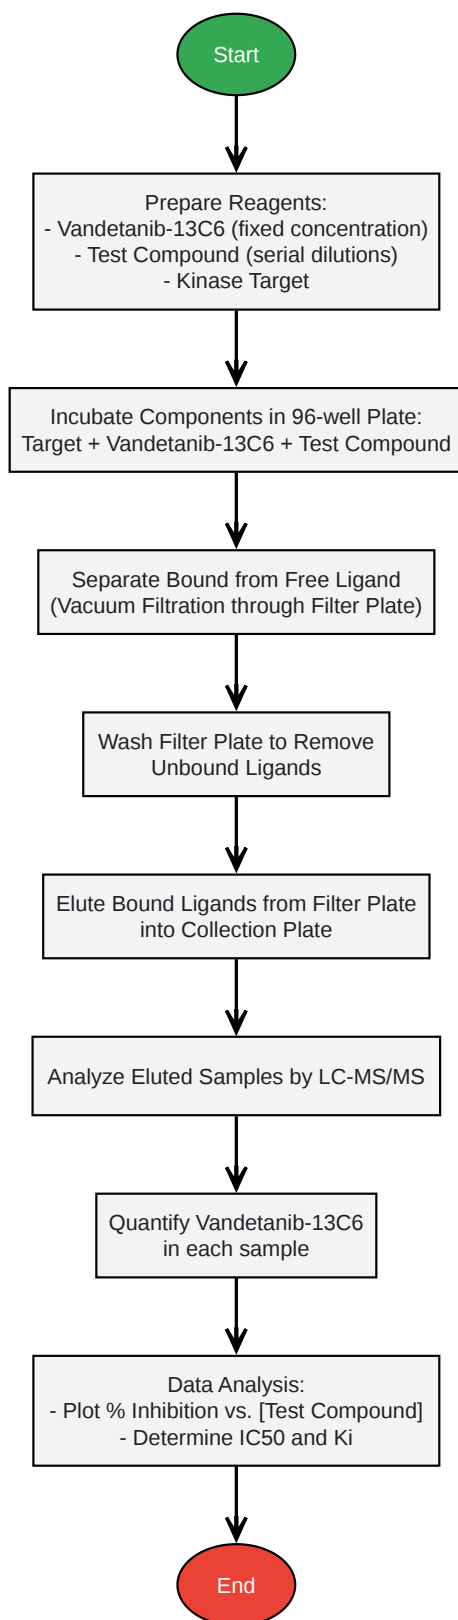 Start
Prepare Reagents:
- Vandetanib-13C6 (fixed concentration)
- Test Compound (serial dilutions)
- Kinase Target
Incubate Components in 96-well Plate:
Target + Vandetanib-13C6 + Test Compound
Separate Bound from Free Ligand
(Vacuum Filtration through Filter Plate)
Wash Filter Plate to Remove
Unbound Ligands
Elute Bound Ligands from Filter Plate
into Collection Plate
Analyze Eluted Samples by LC-MS/MS
Quantify Vandetanib-13C6
in each sample
Data Analysis:
- Plot % Inhibition vs. [Test Compound]
- Determine IC50 and Ki
End